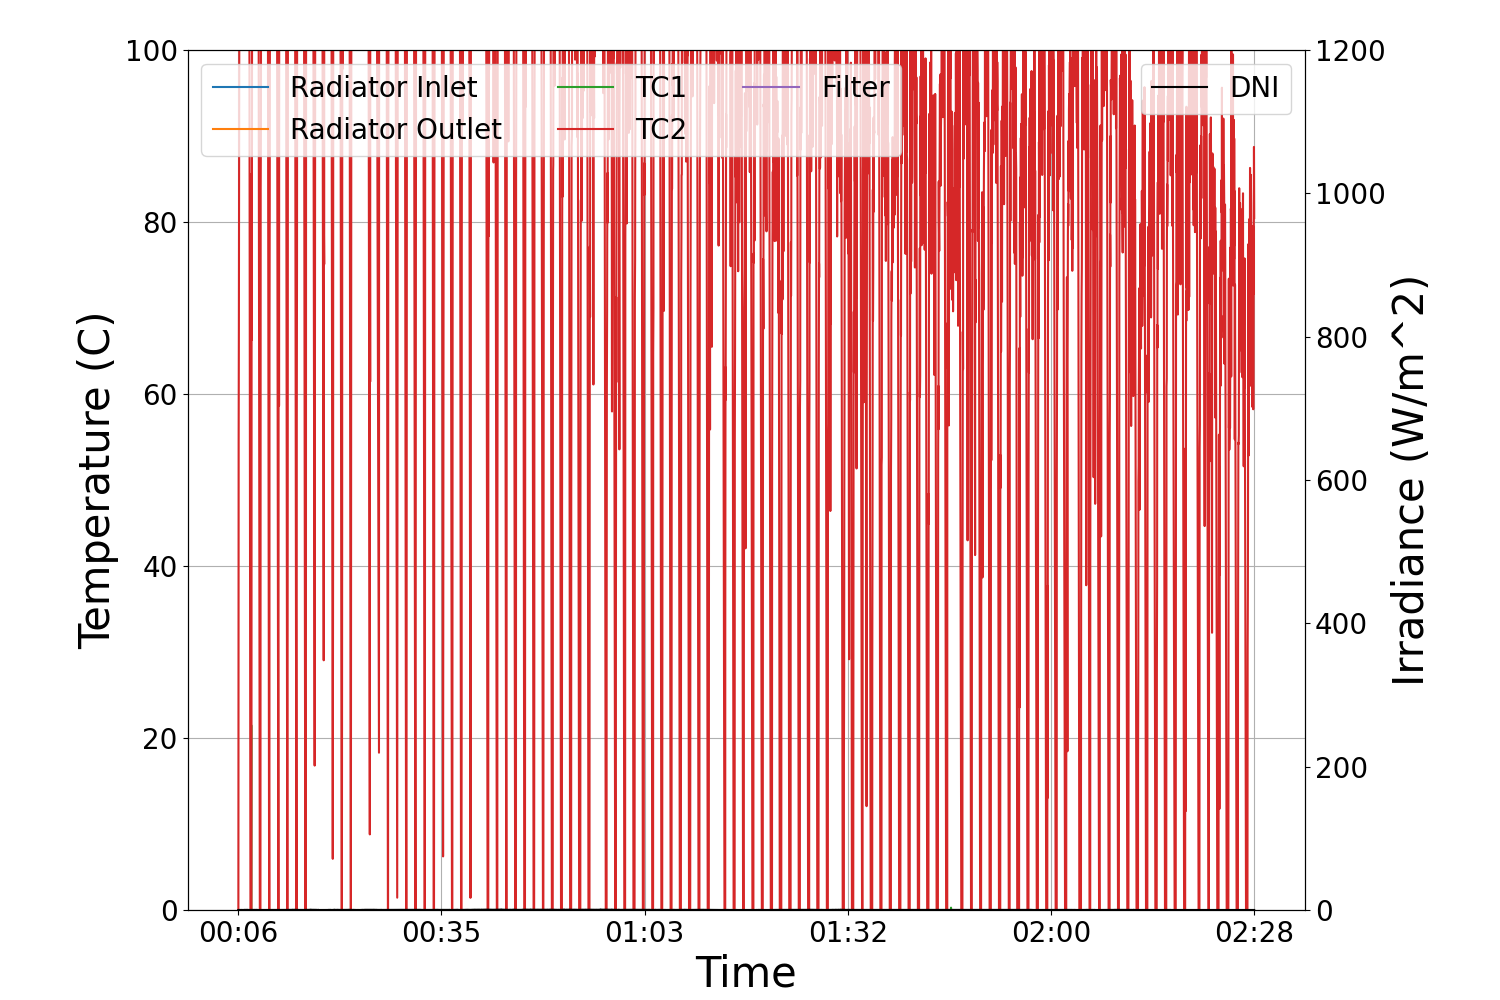 100
80
60
40
20
0
Temperature (C)
Radiator Inlet
Radiator Outlet
TC1
TC2
Filter
DNI
1200
1000
800
600
400
200
0
Irradiance (W/m^2)
00:06
00:35
01:03
01:32
02:00
02:28
Time